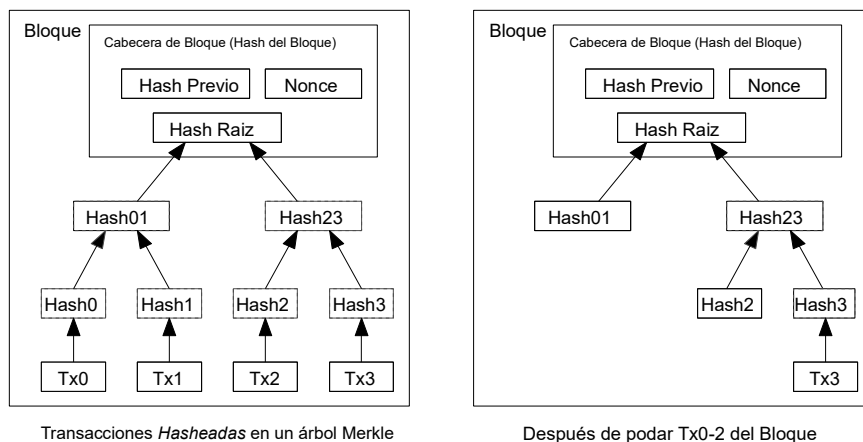 Bloque
Cabecera de Bloque (Hash del Bloque)
Hash Previo
Nonce
Hash Raiz
Hash01
Hash23
Hash0
Hash1
Hash2
Hash3
Tx0
Tx1
Tx2
Tx3
Transacciones Hasheadas en un árbol Merkle
Bloque
Cabecera de Bloque (Hash del Bloque)
Hash Previo
Nonce
Hash Raiz
Hash01
Hash23
Hash2
Hash3
Tx3
Después de podar Tx0-2 del Bloque